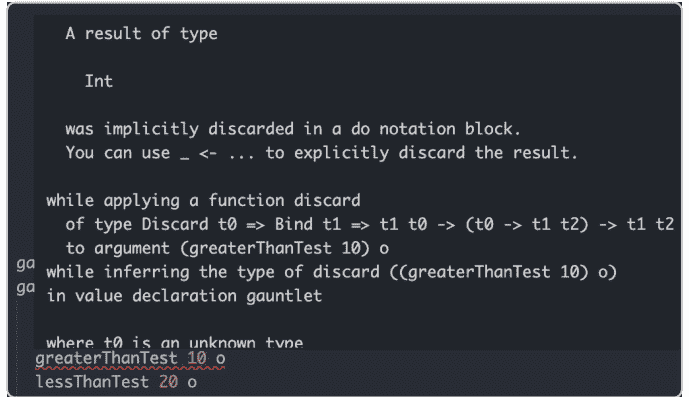 A result of type
Int
was implicitly discarded in a do notation block.
You can use _ <- ... to explicitly discard the result.
while applying a function discard
of type Discard t0 => Bind t1 => t1 t0 -> (t0 -> t1 t2) -> t1 t2
to argument (greaterThanTest 10) o
ga
while inferring the type of discard ((greaterThanTest 10) o)
ga
in value declaration gauntlet
where t0 is an unknown type
greaterThanTest 10 o
lessThanTest 20 o